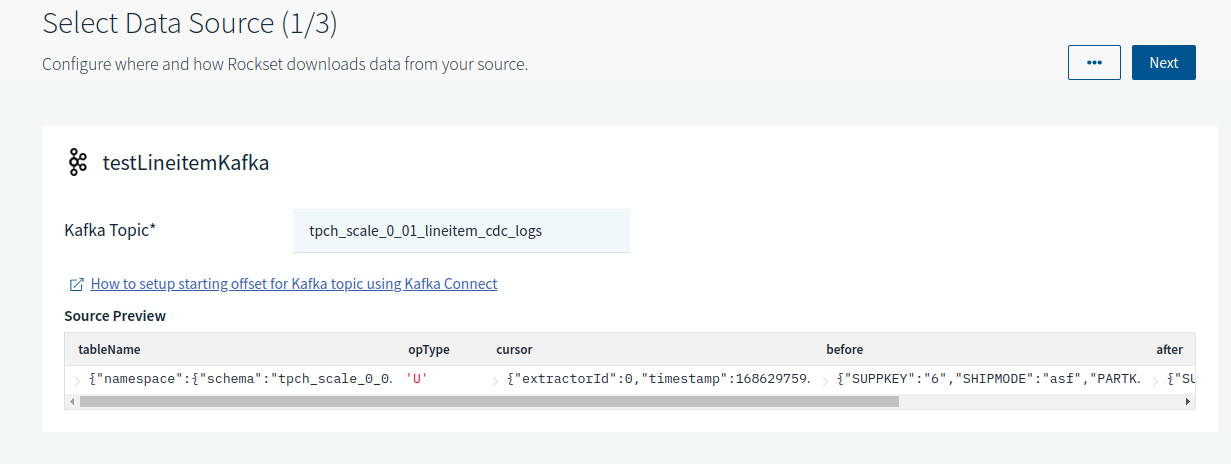 Select Data Source (1/3)
Configure where and how Rockset downloads data from your source.
••• Next
testLineitemKafka
Kafka Topic* tpch_scale_0_01_lineitem_cdc_logs
How to setup starting offset for Kafka topic using Kafka Connect
Source Preview
tableName opType cursor before after
{"namespace":{"schema":"tpch_scale_0_0. 'U' {"extractorId":0,"timestamp":168629759. {"SUPPKEY":"6","SHIPMODE":"asf","PARTK. {"SU